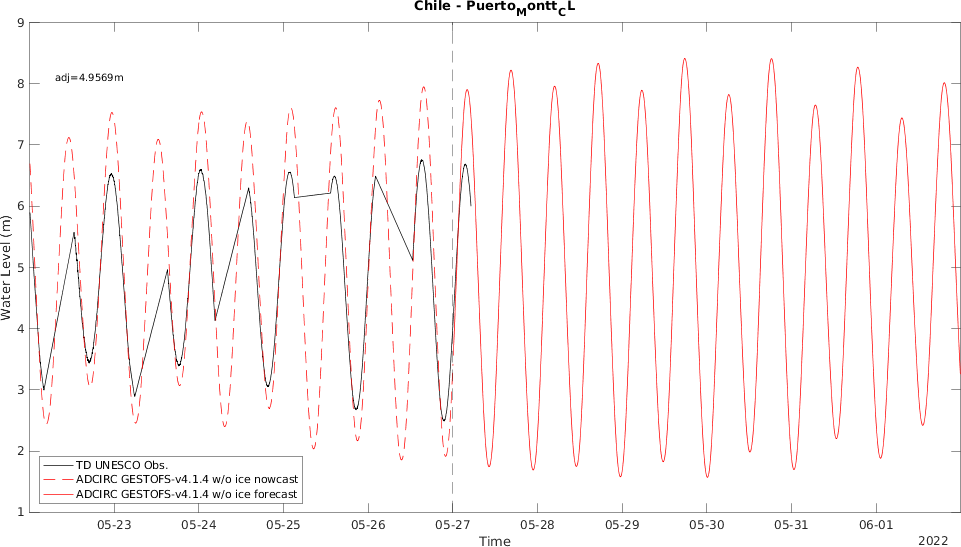 Chile - PuertoMonttCL
9
8
7
6
5
4
3
2
1
Water Level (m)
adj=4.9569m
TD UNESCO Obs.
ADCIRC GESTOFS-v4.1.4 w/o ice nowcast
ADCIRC GESTOFS-v4.1.4 w/o ice forecast
05-23 05-24 05-25 05-26 05-27 05-28 05-29 05-30 05-31 06-01
Time
2022